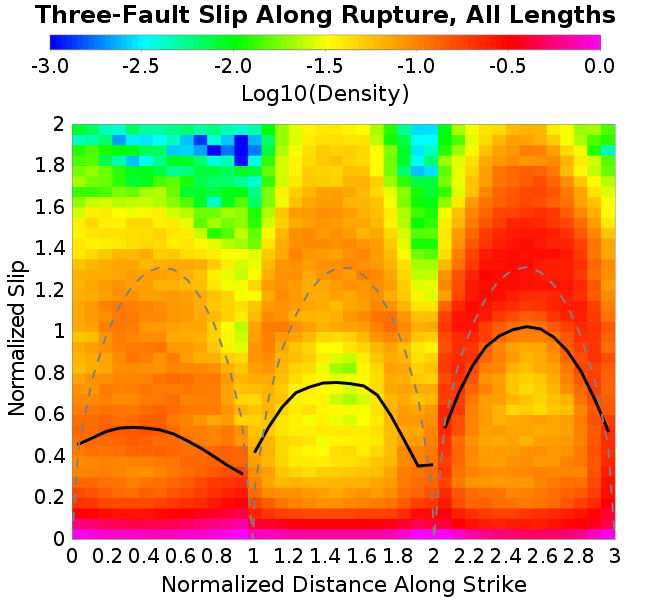 Three-Fault Slip Along Rupture, All Lengths
-3.0 -2.5 -2.0 -1.5 -1.0 -0.5 0.0
Log10(Density)
2
1.8
1.6
1.4
1.2
1
0.8
0.6
0.4
0.2
0
Normalized Slip
0 0.2 0.4 0.6 0.8 1 1.2 1.4 1.6 1.8 2 2.2 2.4 2.6 2.8 3
Normalized Distance Along Strike